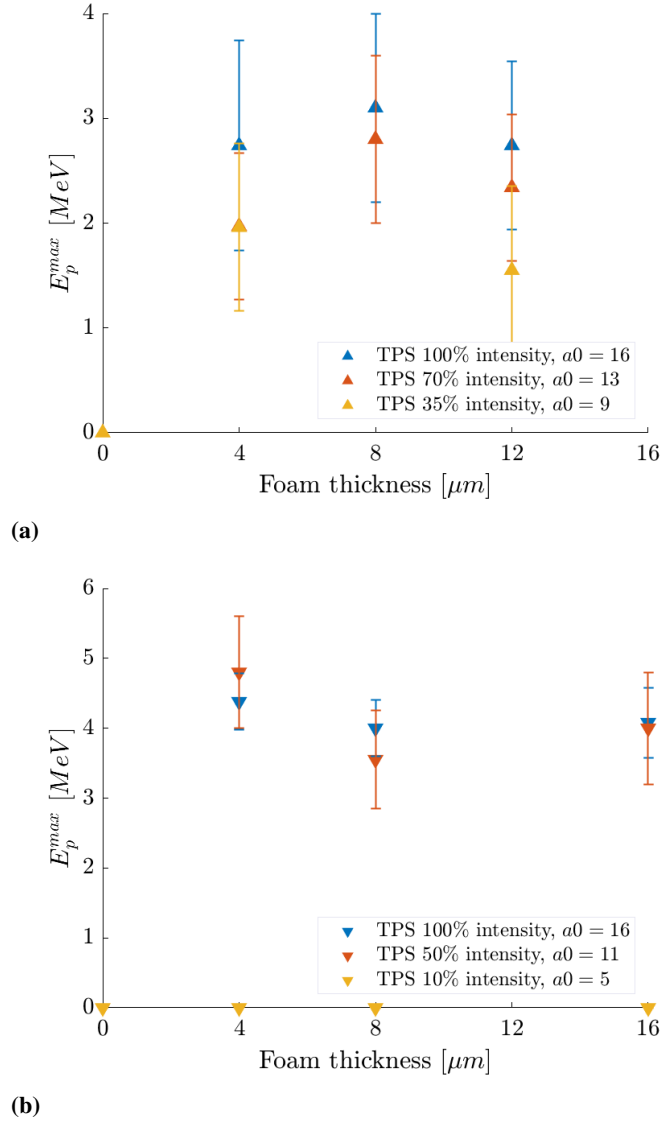 4
3
2
1
0
E_p^{max} [MeV]
TPS 100% intensity, a0 = 16
TPS 70% intensity, a0 = 13
TPS 35% intensity, a0 = 9
0 4 8 12 16
Foam thickness [μm]
(a)
6
5
4
3
2
1
0
E_p^{max} [MeV]
TPS 100% intensity, a0 = 16
TPS 50% intensity, a0 = 11
TPS 10% intensity, a0 = 5
0 4 8 12 16
Foam thickness [μm]
(b)